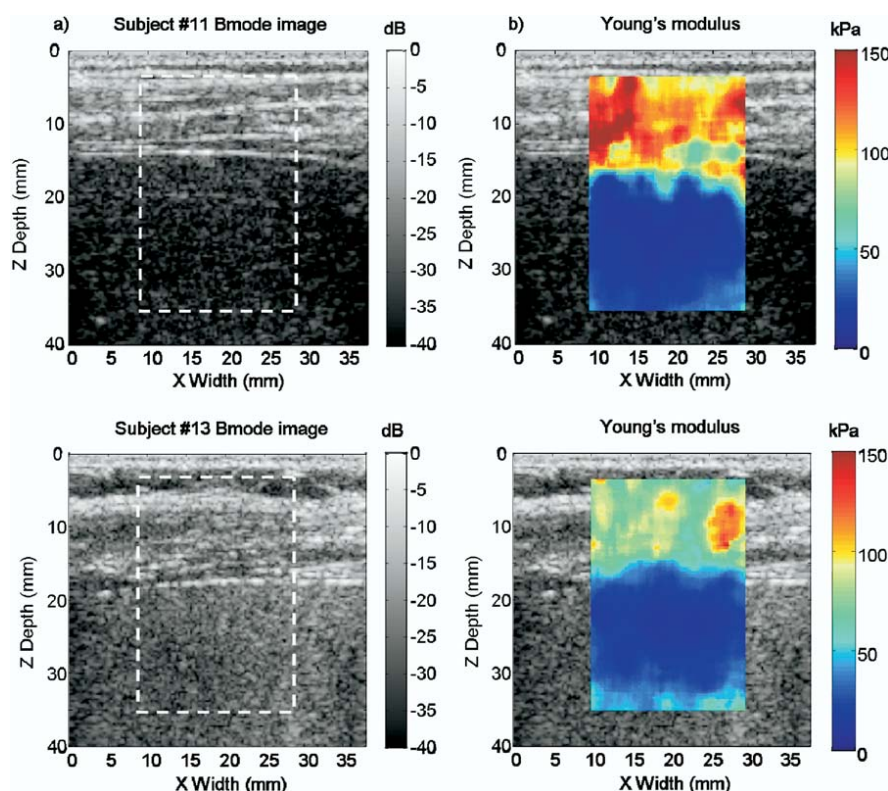 a) Subject #11 Bmode image dB
0
10
20
30
40
Z Depth (mm)
0 5 10 15 20 25 30 35
X Width (mm)
0
-5
-10
-15
-20
-25
-30
-35
-40
b) Young's modulus kPa
0
10
20
30
40
Z Depth (mm)
0 5 10 15 20 25 30 35
X Width (mm)
150
100
50
0
Subject #13 Bmode image dB
0
10
20
30
40
Z Depth (mm)
0 5 10 15 20 25 30 35
X Width (mm)
0
-5
-10
-15
-20
-25
-30
-35
-40
Young's modulus kPa
0
10
20
30
40
Z Depth (mm)
0 5 10 15 20 25 30 35
X Width (mm)
150
100
50
0